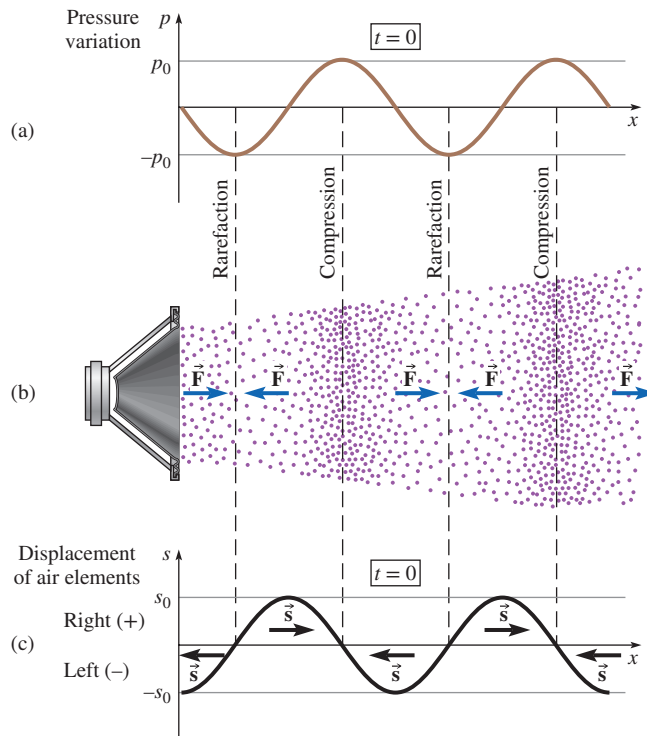 Pressure variation
p
t = 0
p₀
x
(a)
−p₀
Rarefaction
Compression
Rarefaction
Compression
(b)
F⃗
F⃗
F⃗
F⃗
F⃗
Displacement of air elements
s
t = 0
s₀
Right (+)
s⃗
s⃗
(c)
x
Left (–)
s⃗
s⃗
s⃗
−s₀